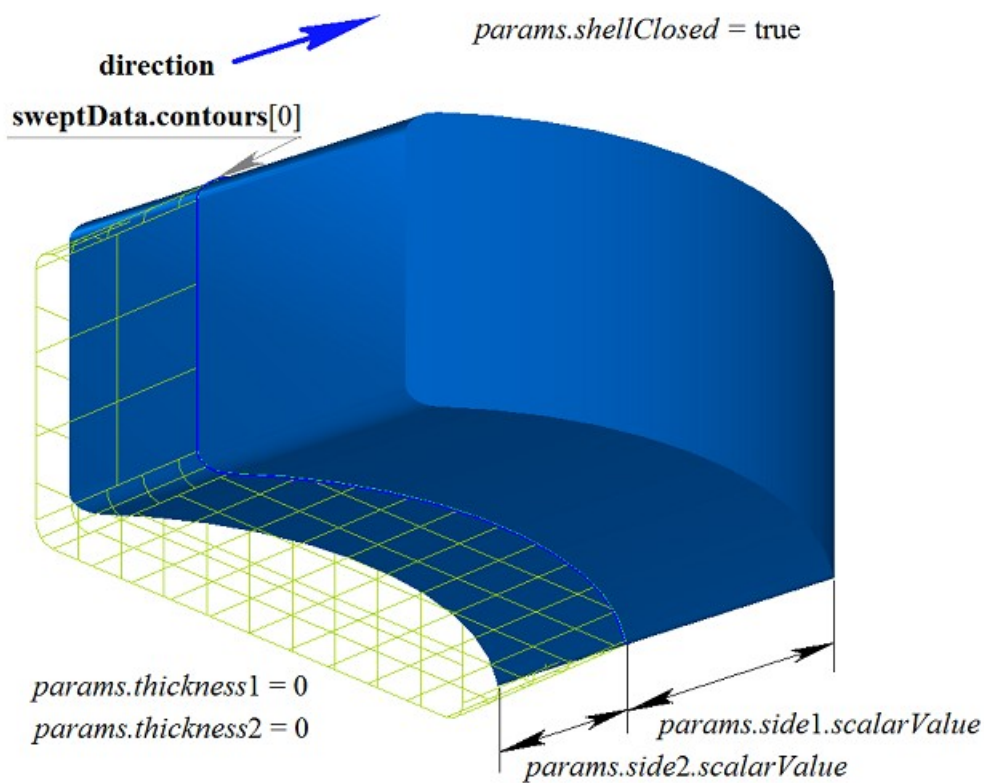 params.shellClosed = true
direction
sweptData.contours[0]
params.thickness1 = 0
params.thickness2 = 0
params.side1.scalarValue
params.side2.scalarValue